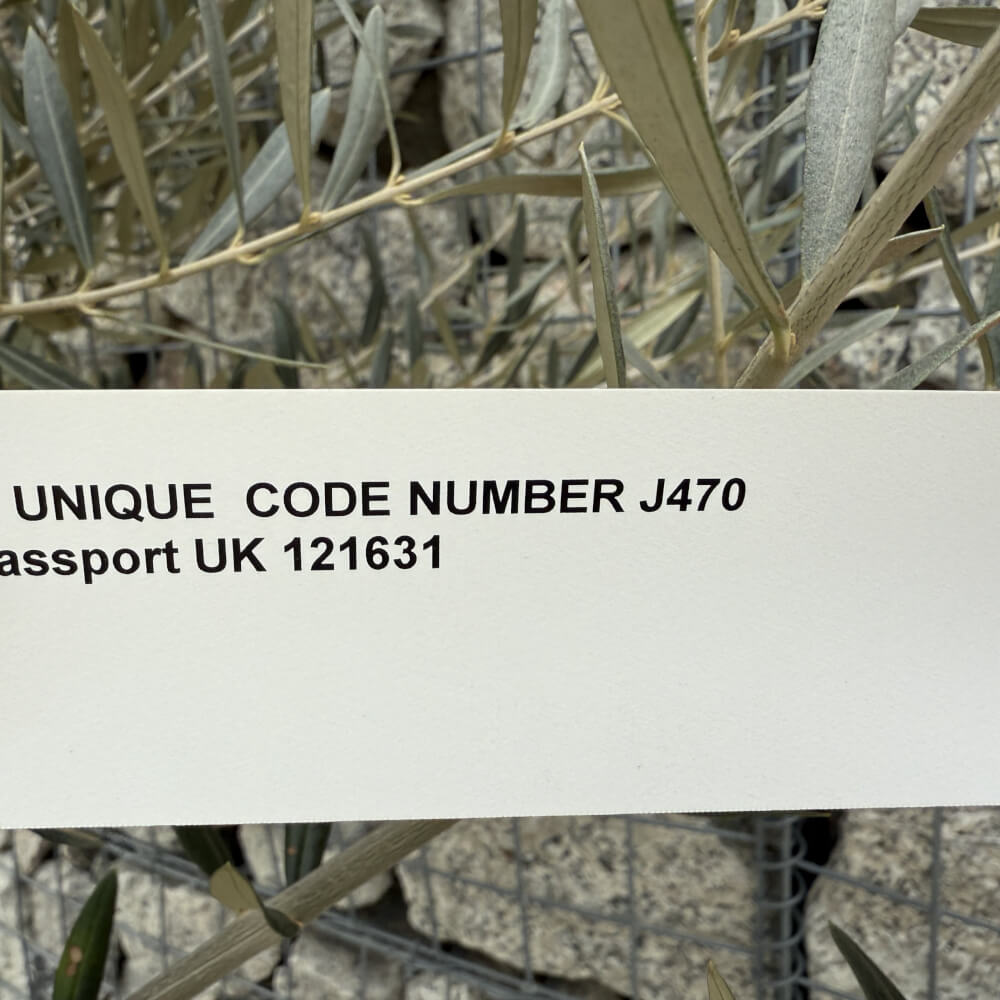 UNIQUE CODE NUMBER J470
assport UK 121631